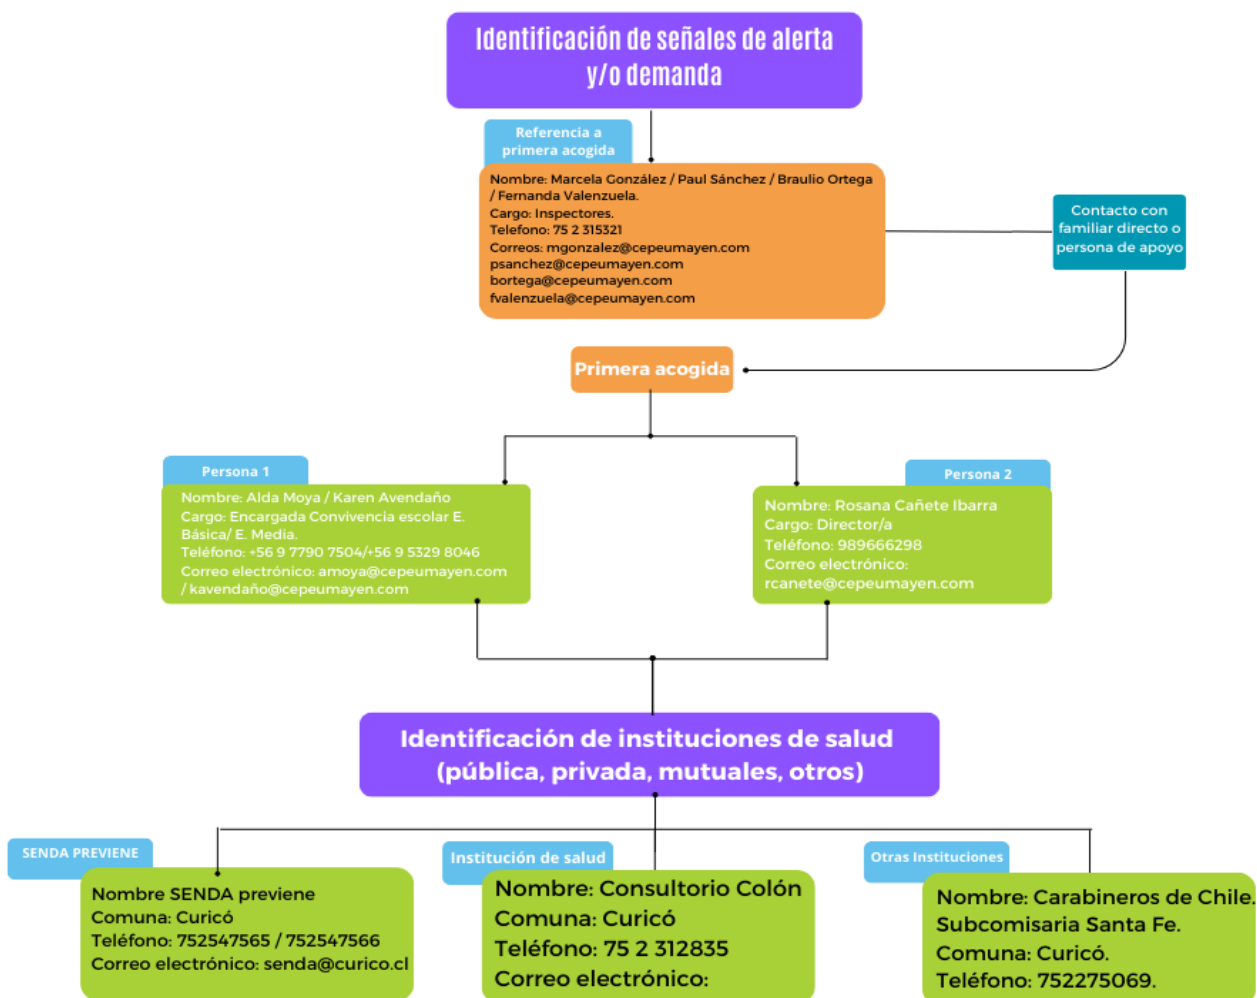 Identificación de señales de alerta
y/o demanda
Referencia a
primera acogida
Nombre: Marcela González / Paul Sánchez / Braulio Ortega
/ Fernanda Valenzuela.
Cargo: Inspectores.
Telefono: 75 2 315321
Correos: mgonzalez@cepeumayen.com
psanchez@cepeumayen.com
bortega@cepeumayen.com
fvalenzuela@cepeumayen.com
Contacto con
familiar directo o
persona de apoyo
Primera acogida
Persona 1
Nombre: Alda Moya / Karen Avendaño
Cargo: Encargada Convivencia escolar E.
Básica/ E. Media.
Teléfono: +56 9 7790 7504/+56 9 5329 8046
Correo electrónico: amoya@cepeumayen.com
/ kavendaño@cepeumayen.com
Persona 2
Nombre: Rosana Cañete Ibarra
Cargo: Director/a
Teléfono: 989666298
Correo electrónico:
rcanete@cepeumayen.com
Identificación de instituciones de salud
(pública, privada, mutuales, otros)
SENDA PREVIENE
Nombre SENDA previene
Comuna: Curicó
Teléfono: 752547565 / 752547566
Correo electrónico: senda@curico.cl
Institución de salud
Nombre: Consultorio Colón
Comuna: Curicó
Teléfono: 75 2 312835
Correo electrónico:
Otras Instituciones
Nombre: Carabineros de Chile.
Subcomisaria Santa Fe.
Comuna: Curicó.
Teléfono: 752275069.